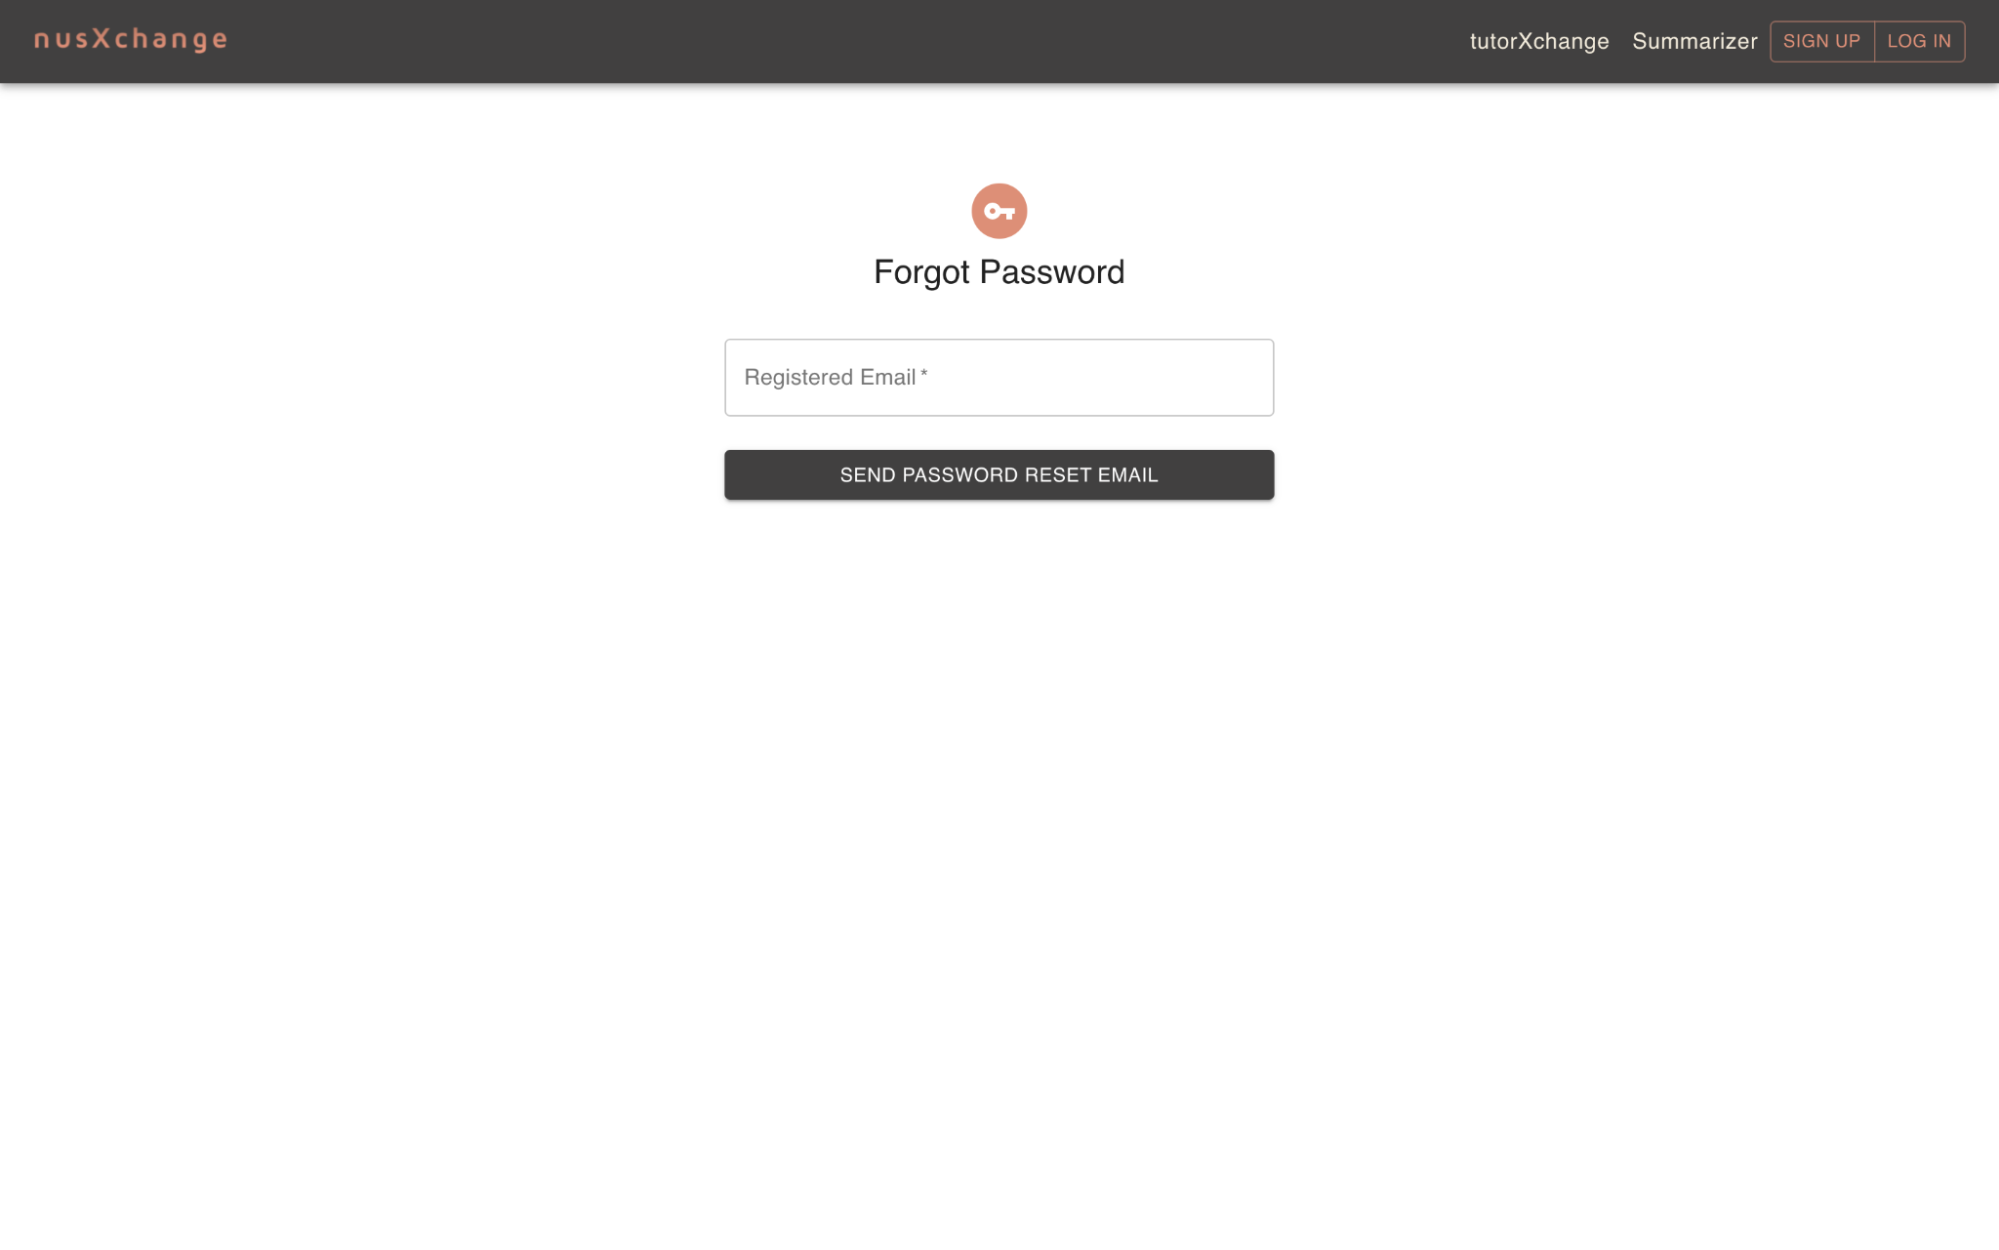 nusXchange
tutorXchange Summarizer SIGN UP LOG IN
Forgot Password
Registered Email *
SEND PASSWORD RESET EMAIL